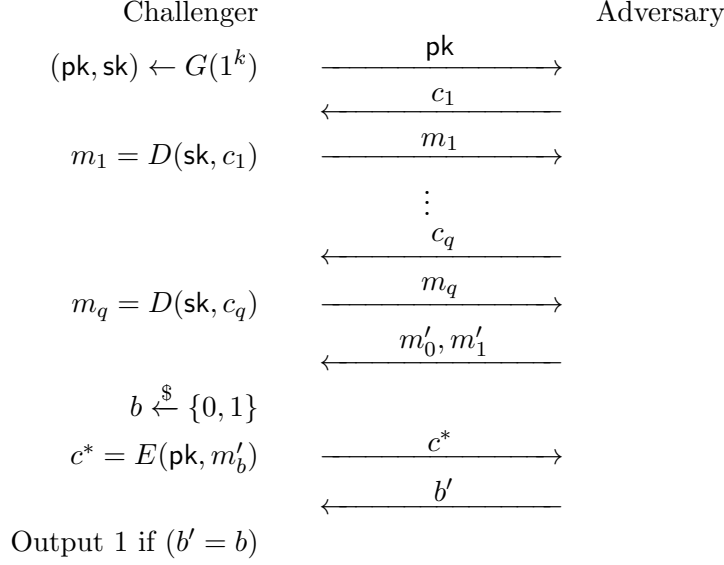 Challenger Adversary
(pk, sk) ← G(1^k) pk
c_1
m_1 = D(sk, c_1) m_1
⋮
c_q
m_q = D(sk, c_q) m_q
m'_0, m'_1
b $← {0, 1}
c* = E(pk, m'_b) c*
b'
Output 1 if (b' = b)